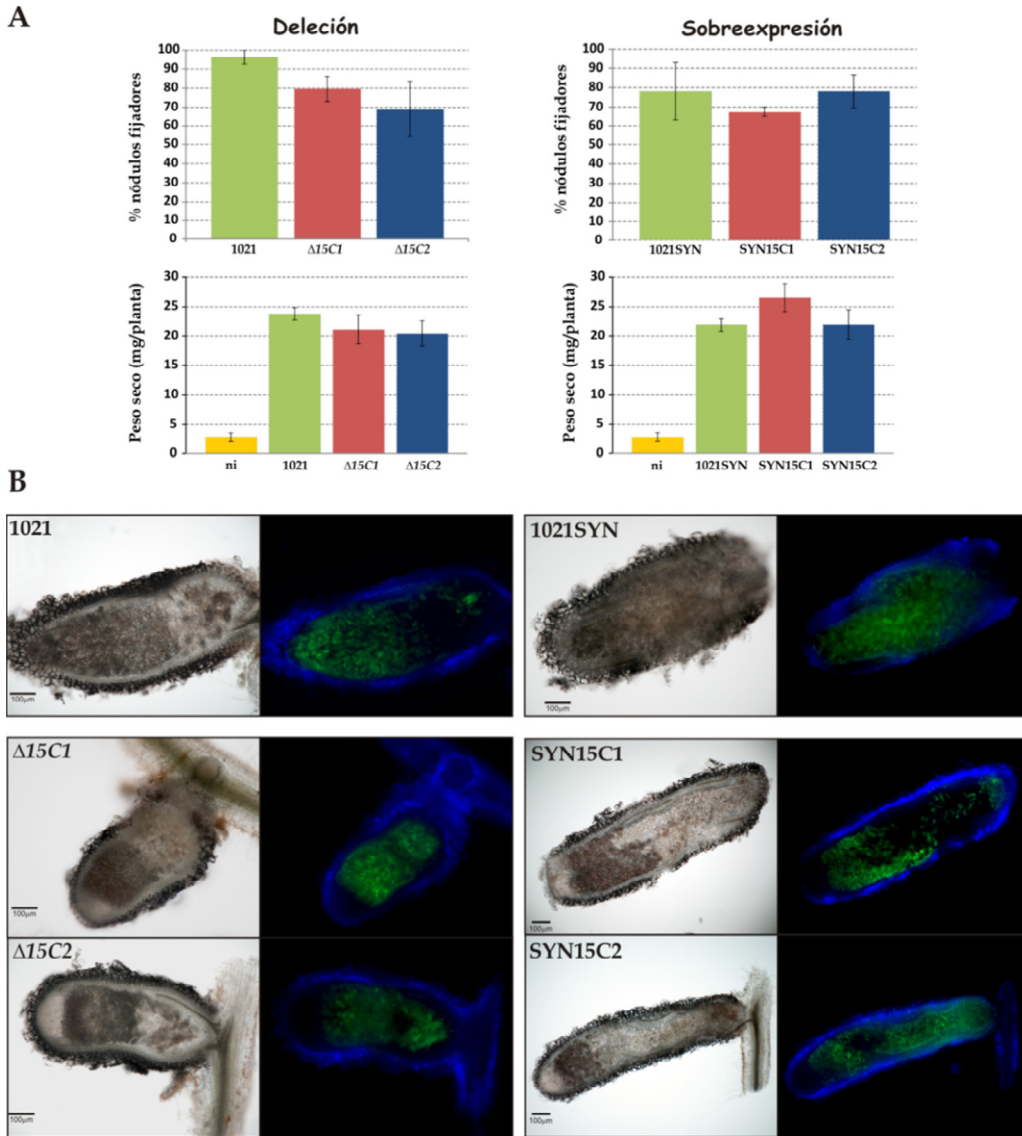 A
Deleción
% nódulos fijadores
100
90
80
70
60
50
40
30
20
10
0
1021 Δ15C1 Δ15C2
Sobreexpresión
% nódulos fijadores
100
90
80
70
60
50
40
30
20
10
0
1021SYN SYN15C1 SYN15C2
Peso seco (mg/planta)
30
25
20
15
10
5
0
ni 1021 Δ15C1 Δ15C2
Peso seco (mg/planta)
30
25
20
15
10
5
0
ni 1021SYN SYN15C1 SYN15C2
B
1021
100µm
1021SYN
100µm
Δ15C1
100µm
SYN15C1
100µm
Δ15C2
100µm
SYN15C2
100µm